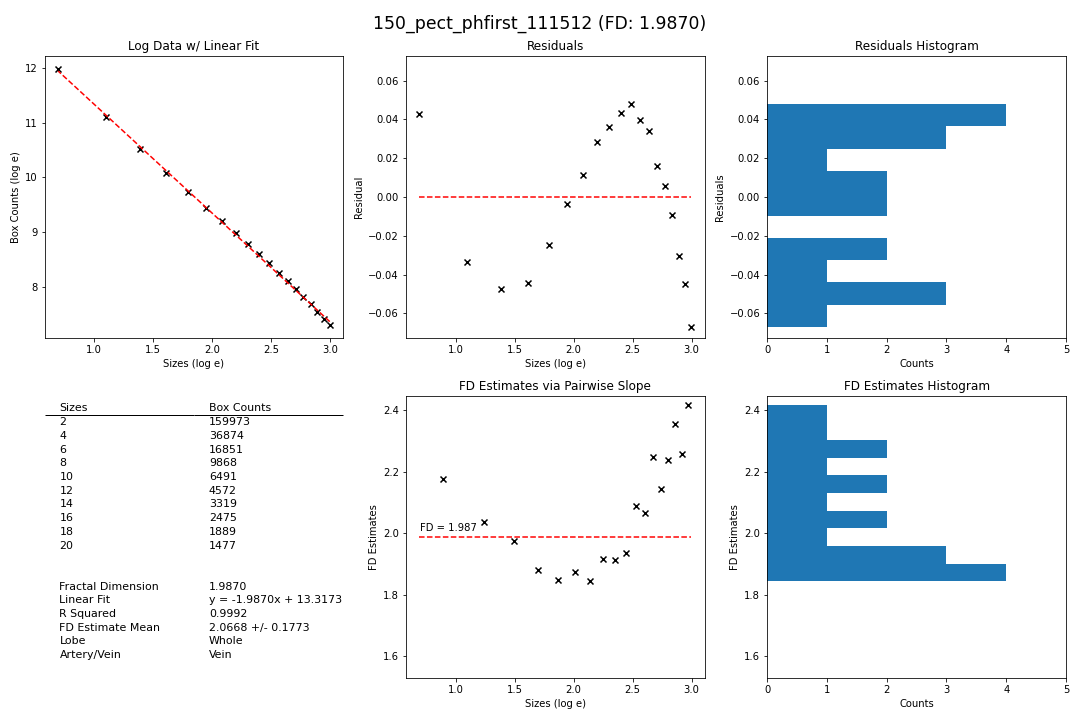 150_pect_phfirst_111512 (FD: 1.9870)
Log Data w/ Linear Fit
Box Counts (log e)
12
11
10
9
8
1.0 1.5 2.0 2.5 3.0
Sizes (log e)
Residuals
Residual
0.06
0.04
0.02
0.00
−0.02
−0.04
−0.06
1.0 1.5 2.0 2.5 3.0
Sizes (log e)
Residuals Histogram
Residuals
0.06
0.04
0.02
0.00
−0.02
−0.04
−0.06
0 1 2 3 4 5
Counts
Sizes Box Counts
2 159973
4 36874
6 16851
8 9868
10 6491
12 4572
14 3319
16 2475
18 1889
20 1477
Fractal Dimension 1.9870
Linear Fit y = -1.9870x + 13.3173
R Squared 0.9992
FD Estimate Mean 2.0668 +/- 0.1773
Lobe Whole
Artery/Vein Vein
FD Estimates via Pairwise Slope
FD Estimates
2.4
2.2
2.0
1.8
1.6
FD = 1.987
1.0 1.5 2.0 2.5 3.0
Sizes (log e)
FD Estimates Histogram
FD Estimates
2.4
2.2
2.0
1.8
1.6
0 1 2 3 4 5
Counts